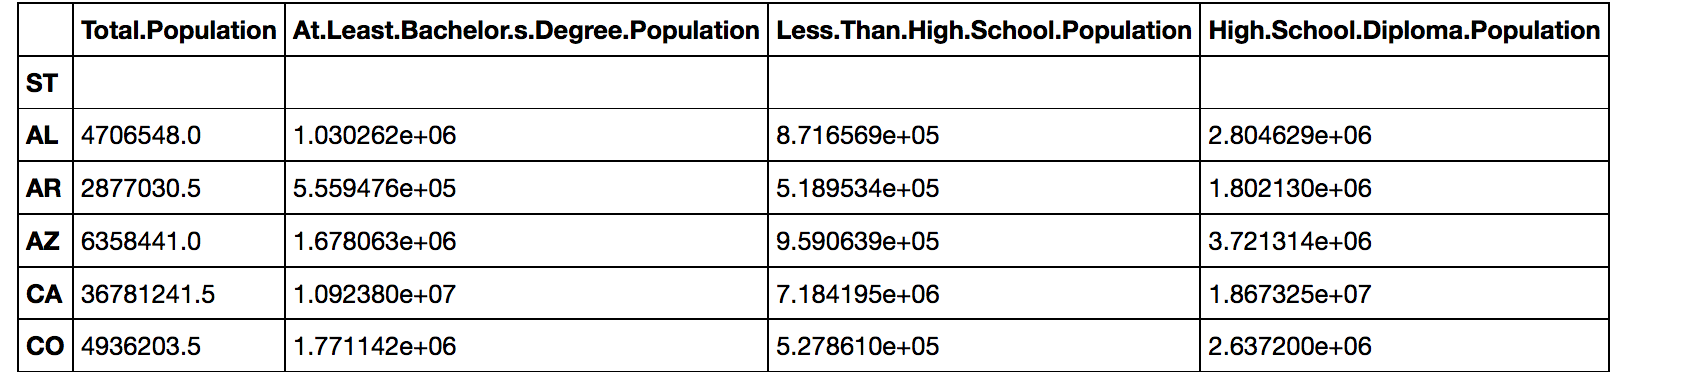 Total.Population At.Least.Bachelor.s.Degree.Population Less.Than.High.School.Population High.School.Diploma.Population
ST
AL 4706548.0 1.030262e+06 8.716569e+05 2.804629e+06
AR 2877030.5 5.559476e+05 5.189534e+05 1.802130e+06
AZ 6358441.0 1.678063e+06 9.590639e+05 3.721314e+06
CA 36781241.5 1.092380e+07 7.184195e+06 1.867325e+07
CO 4936203.5 1.771142e+06 5.278610e+05 2.637200e+06